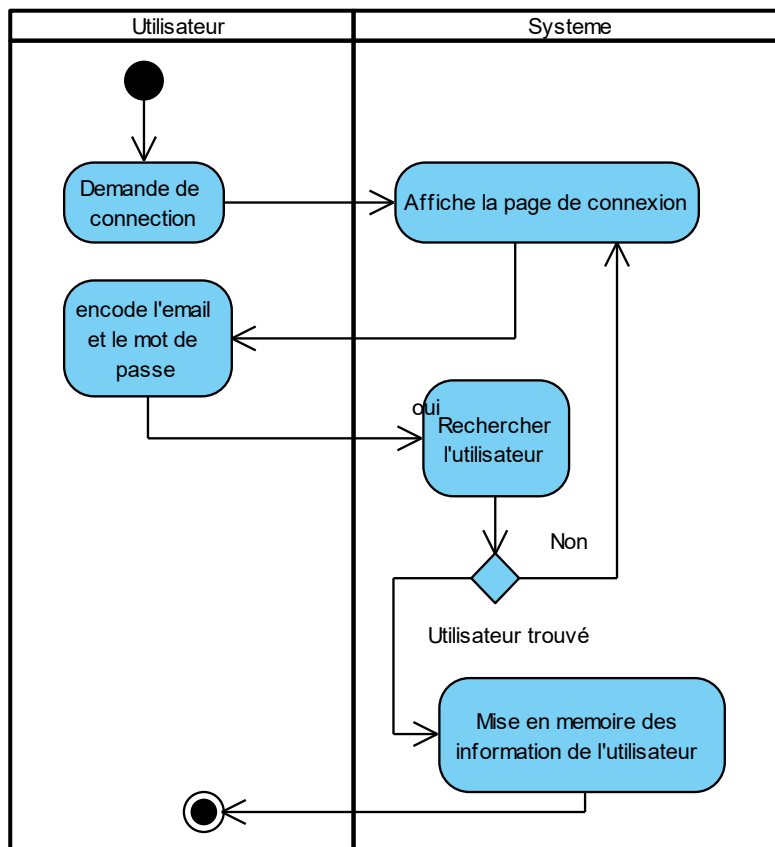 Utilisateur
Systeme
Demande de
connection
Affiche la page de connexion
encode l'email
et le mot de
passe
oui
Rechercher
l'utilisateur
Non
Utilisateur trouvé
Mise en memoire des
information de l'utilisateur